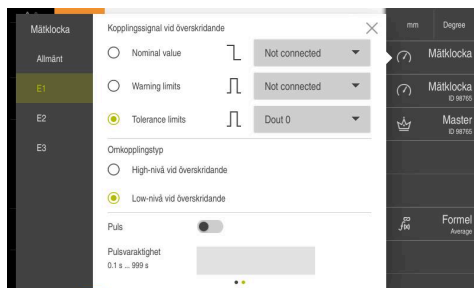 Mätklocka
Allmänt
E1
E2
E3
Kopplingssignal vid överskridande
Nominal value
Not connected
Warning limits
Not connected
Tolerance limits
Dout 0
Omkopplingstyp
High-nivå vid överskridande
Low-nivå vid överskridande
Puls
Pulsvaraktighet
0.1 s ... 999 s
mm
Degree
Mätklocka
Mätklocka
ID 98765
Master
ID 98765
Formel
Average